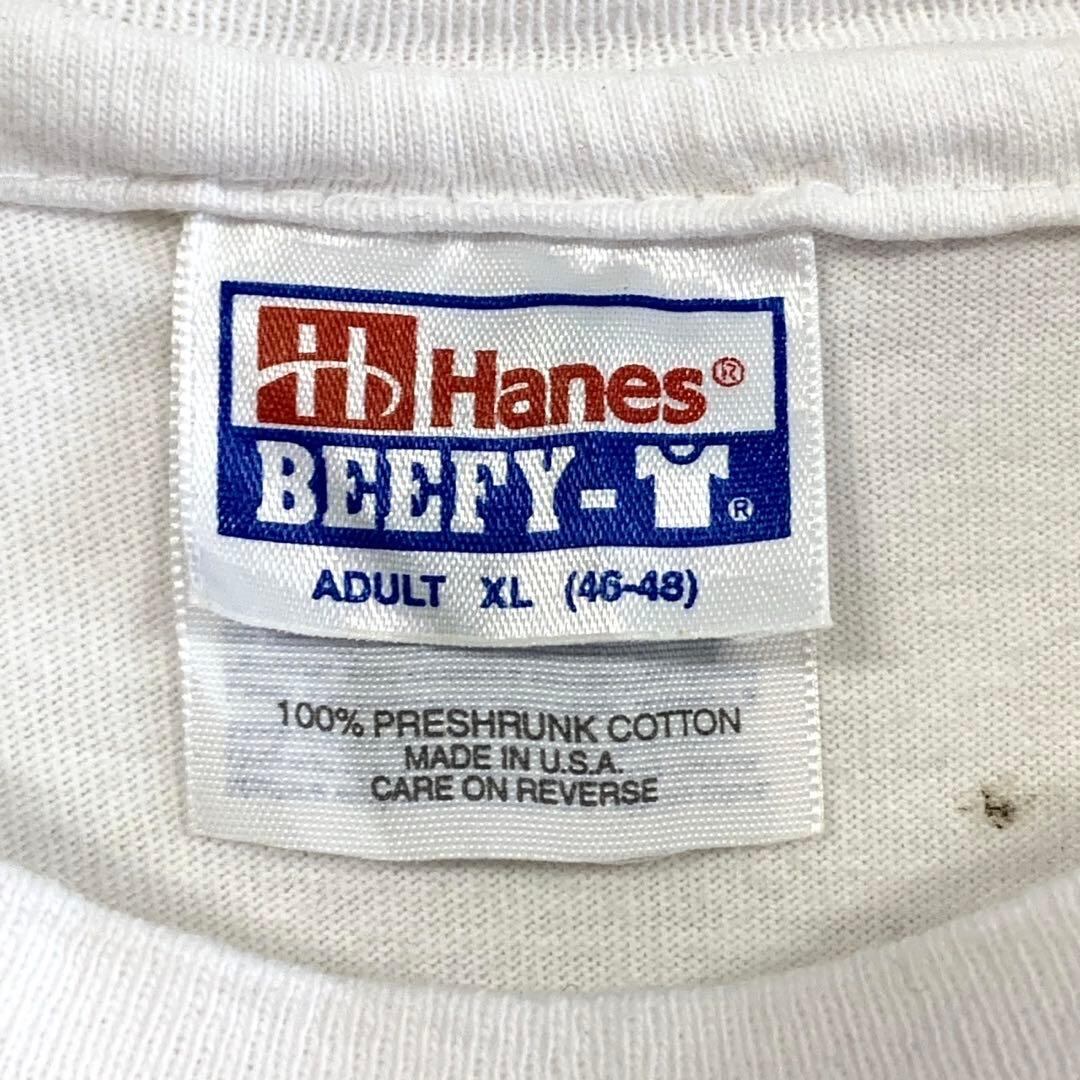 H Hanes®
BEEFY-T®
ADULT XL (46-48)
100% PRESHRUNK COTTON
MADE IN U.S.A.
CARE ON REVERSE